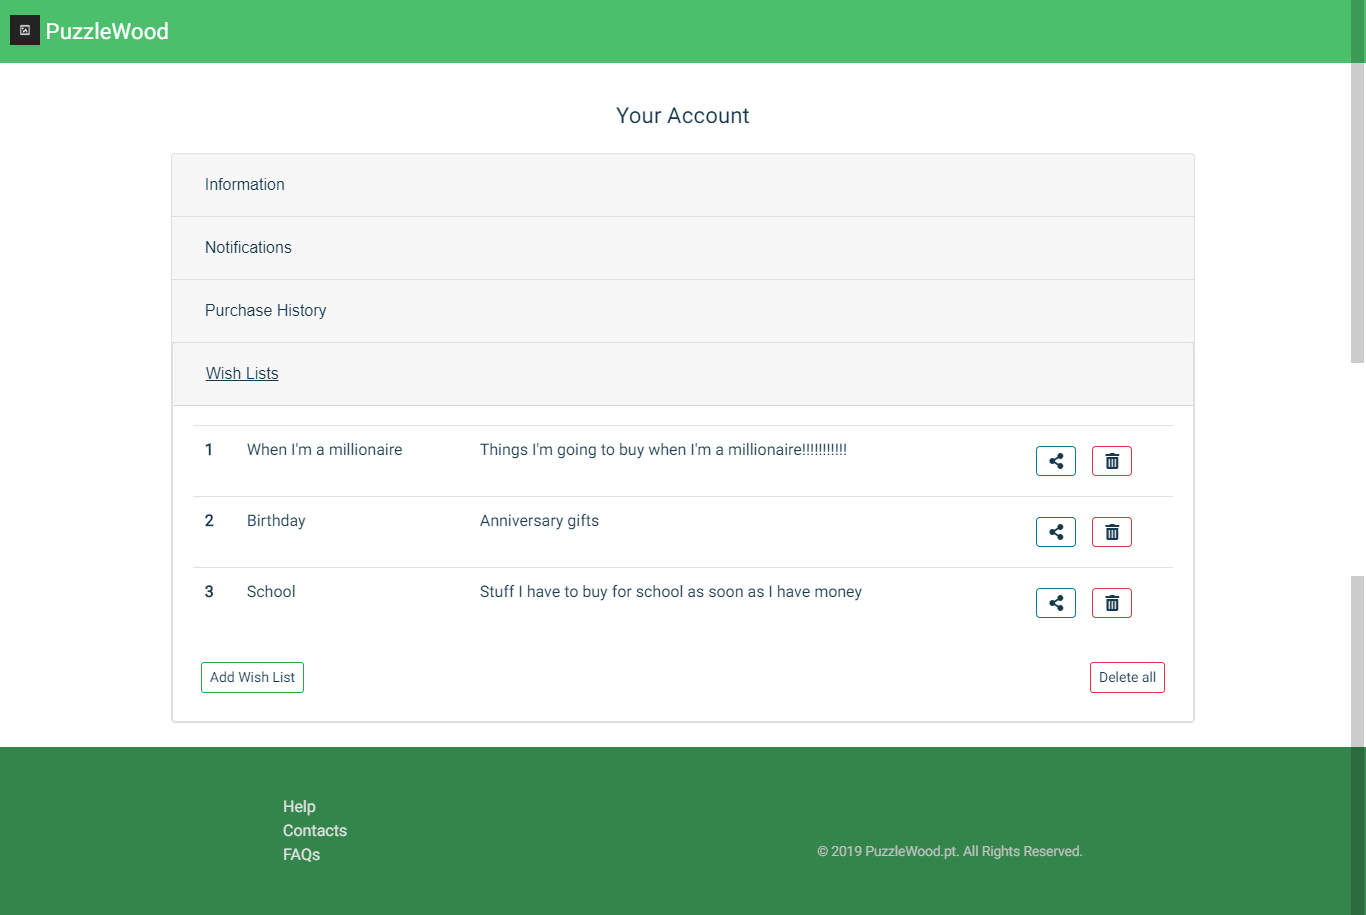 PuzzleWood
Your Account
Information
Notifications
Purchase History
Wish Lists
1 When I'm a millionaire Things I'm going to buy when I'm a millionaire!!!!!!!!!!!
2 Birthday Anniversary gifts
3 School Stuff I have to buy for school as soon as I have money
Add Wish List Delete all
Help
Contacts
FAQs
© 2019 PuzzleWood.pt. All Rights Reserved.